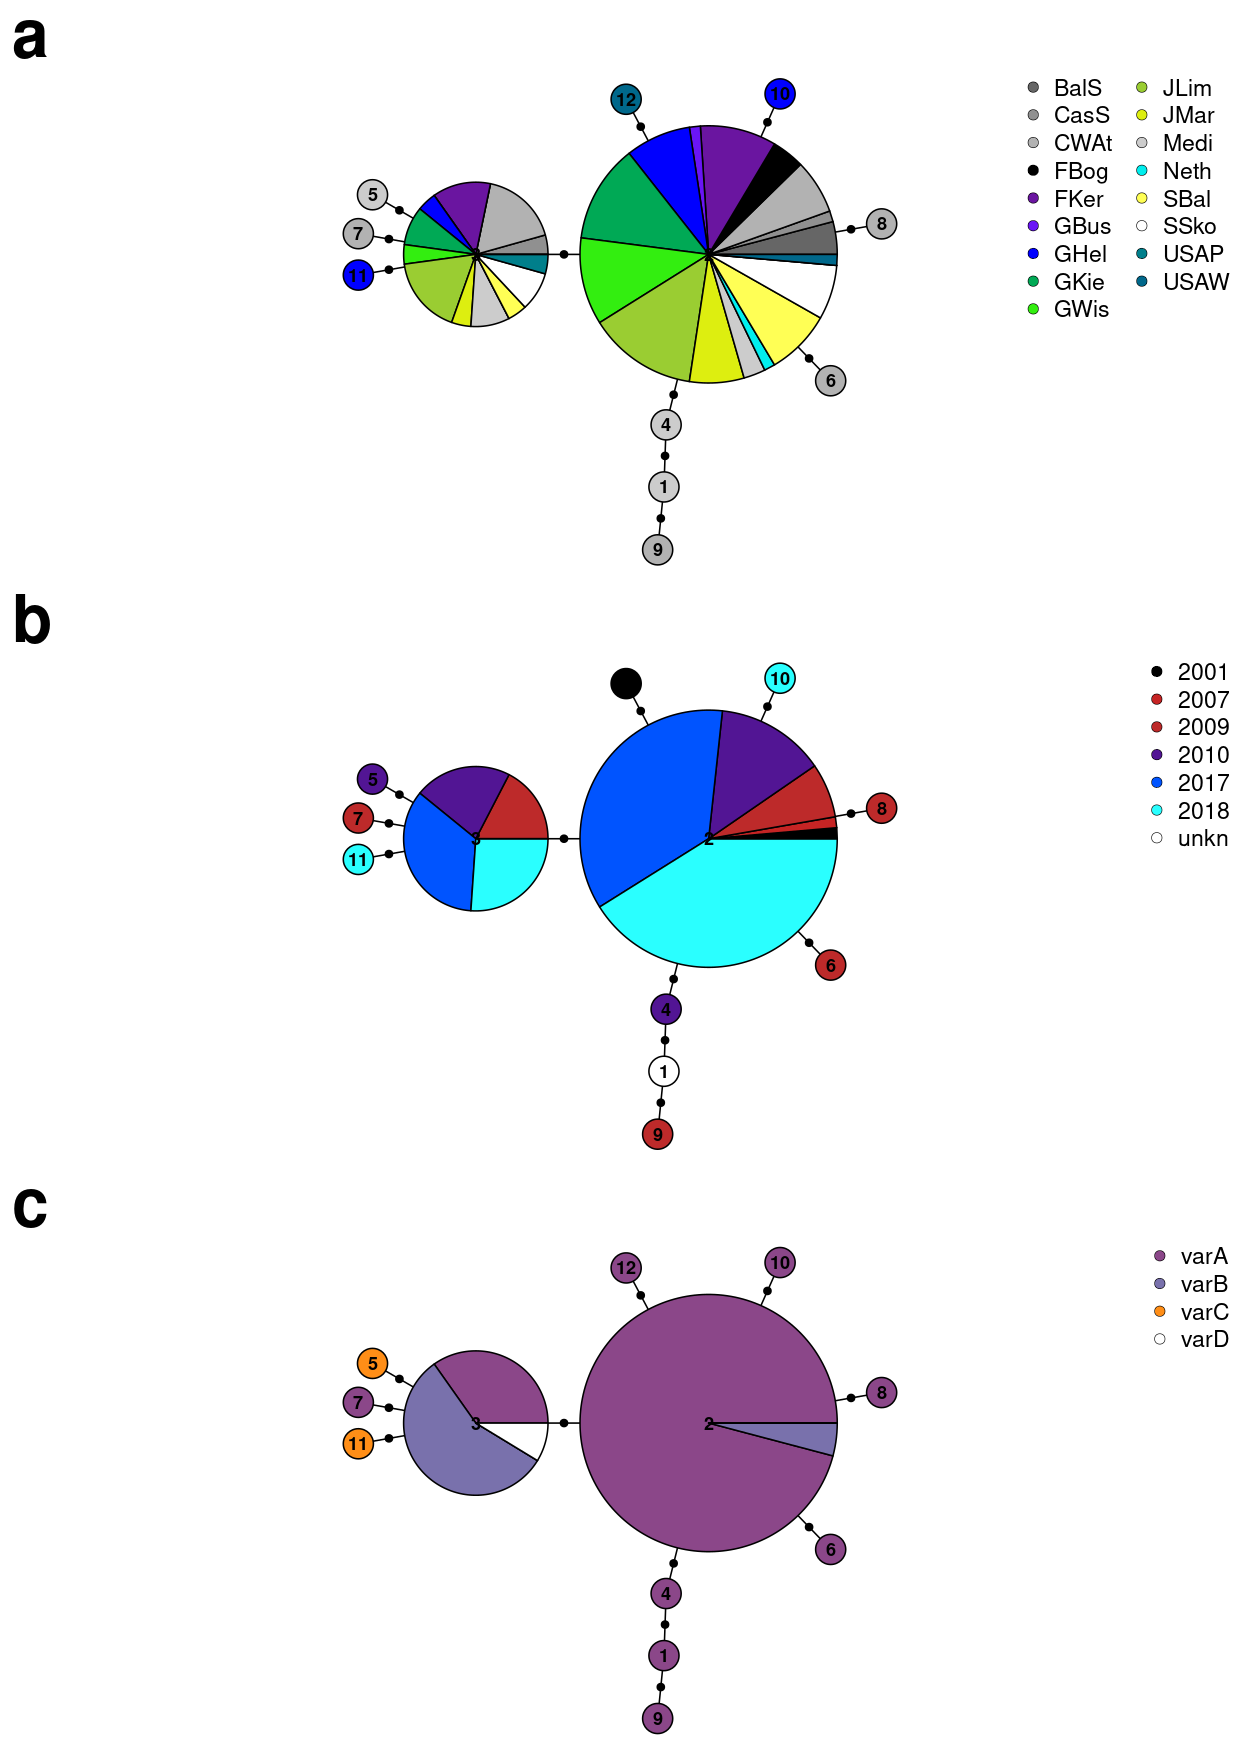 a
12
10
5
7
11
8
6
4
1
9
BalS
CasS
CWAt
FBog
FKer
GBus
GHel
GKie
GWis
JLim
JMar
Medi
Neth
SBal
SSko
USAP
USAW
b
10
5
7
11
3
2
8
6
4
1
9
2001
2007
2009
2010
2017
2018
unkn
c
12
10
5
7
11
3
2
8
6
4
1
9
varA
varB
varC
varD